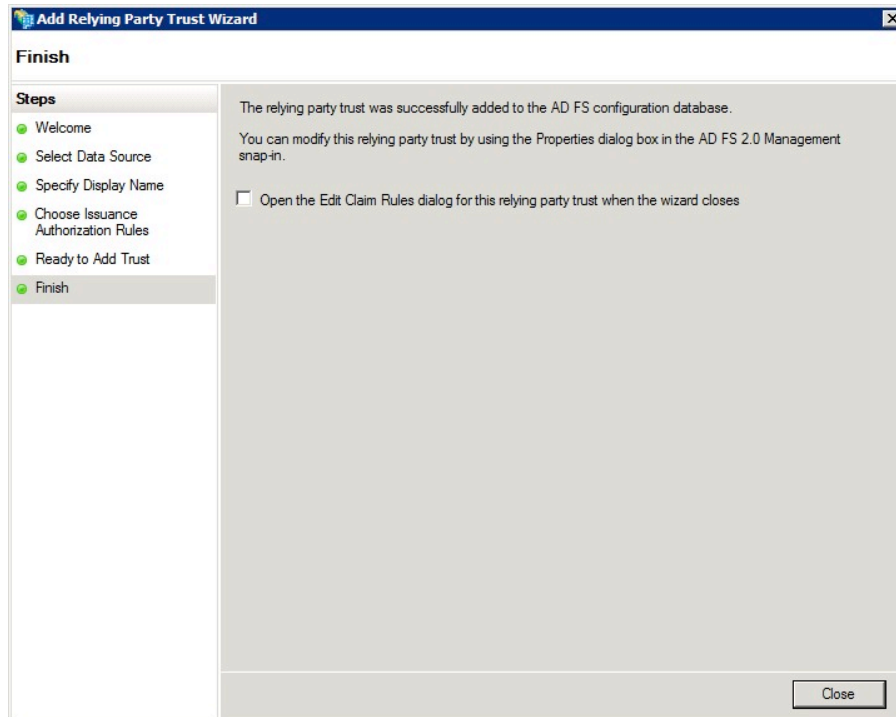 Add Relying Party Trust Wizard
Finish
Steps
Welcome
Select Data Source
Specify Display Name
Choose Issuance
Authorization Rules
Ready to Add Trust
Finish
The relying party trust was successfully added to the AD FS configuration database.
You can modify this relying party trust by using the Properties dialog box in the AD FS 2.0 Management
snap-in.
Open the Edit Claim Rules dialog for this relying party trust when the wizard closes
Close